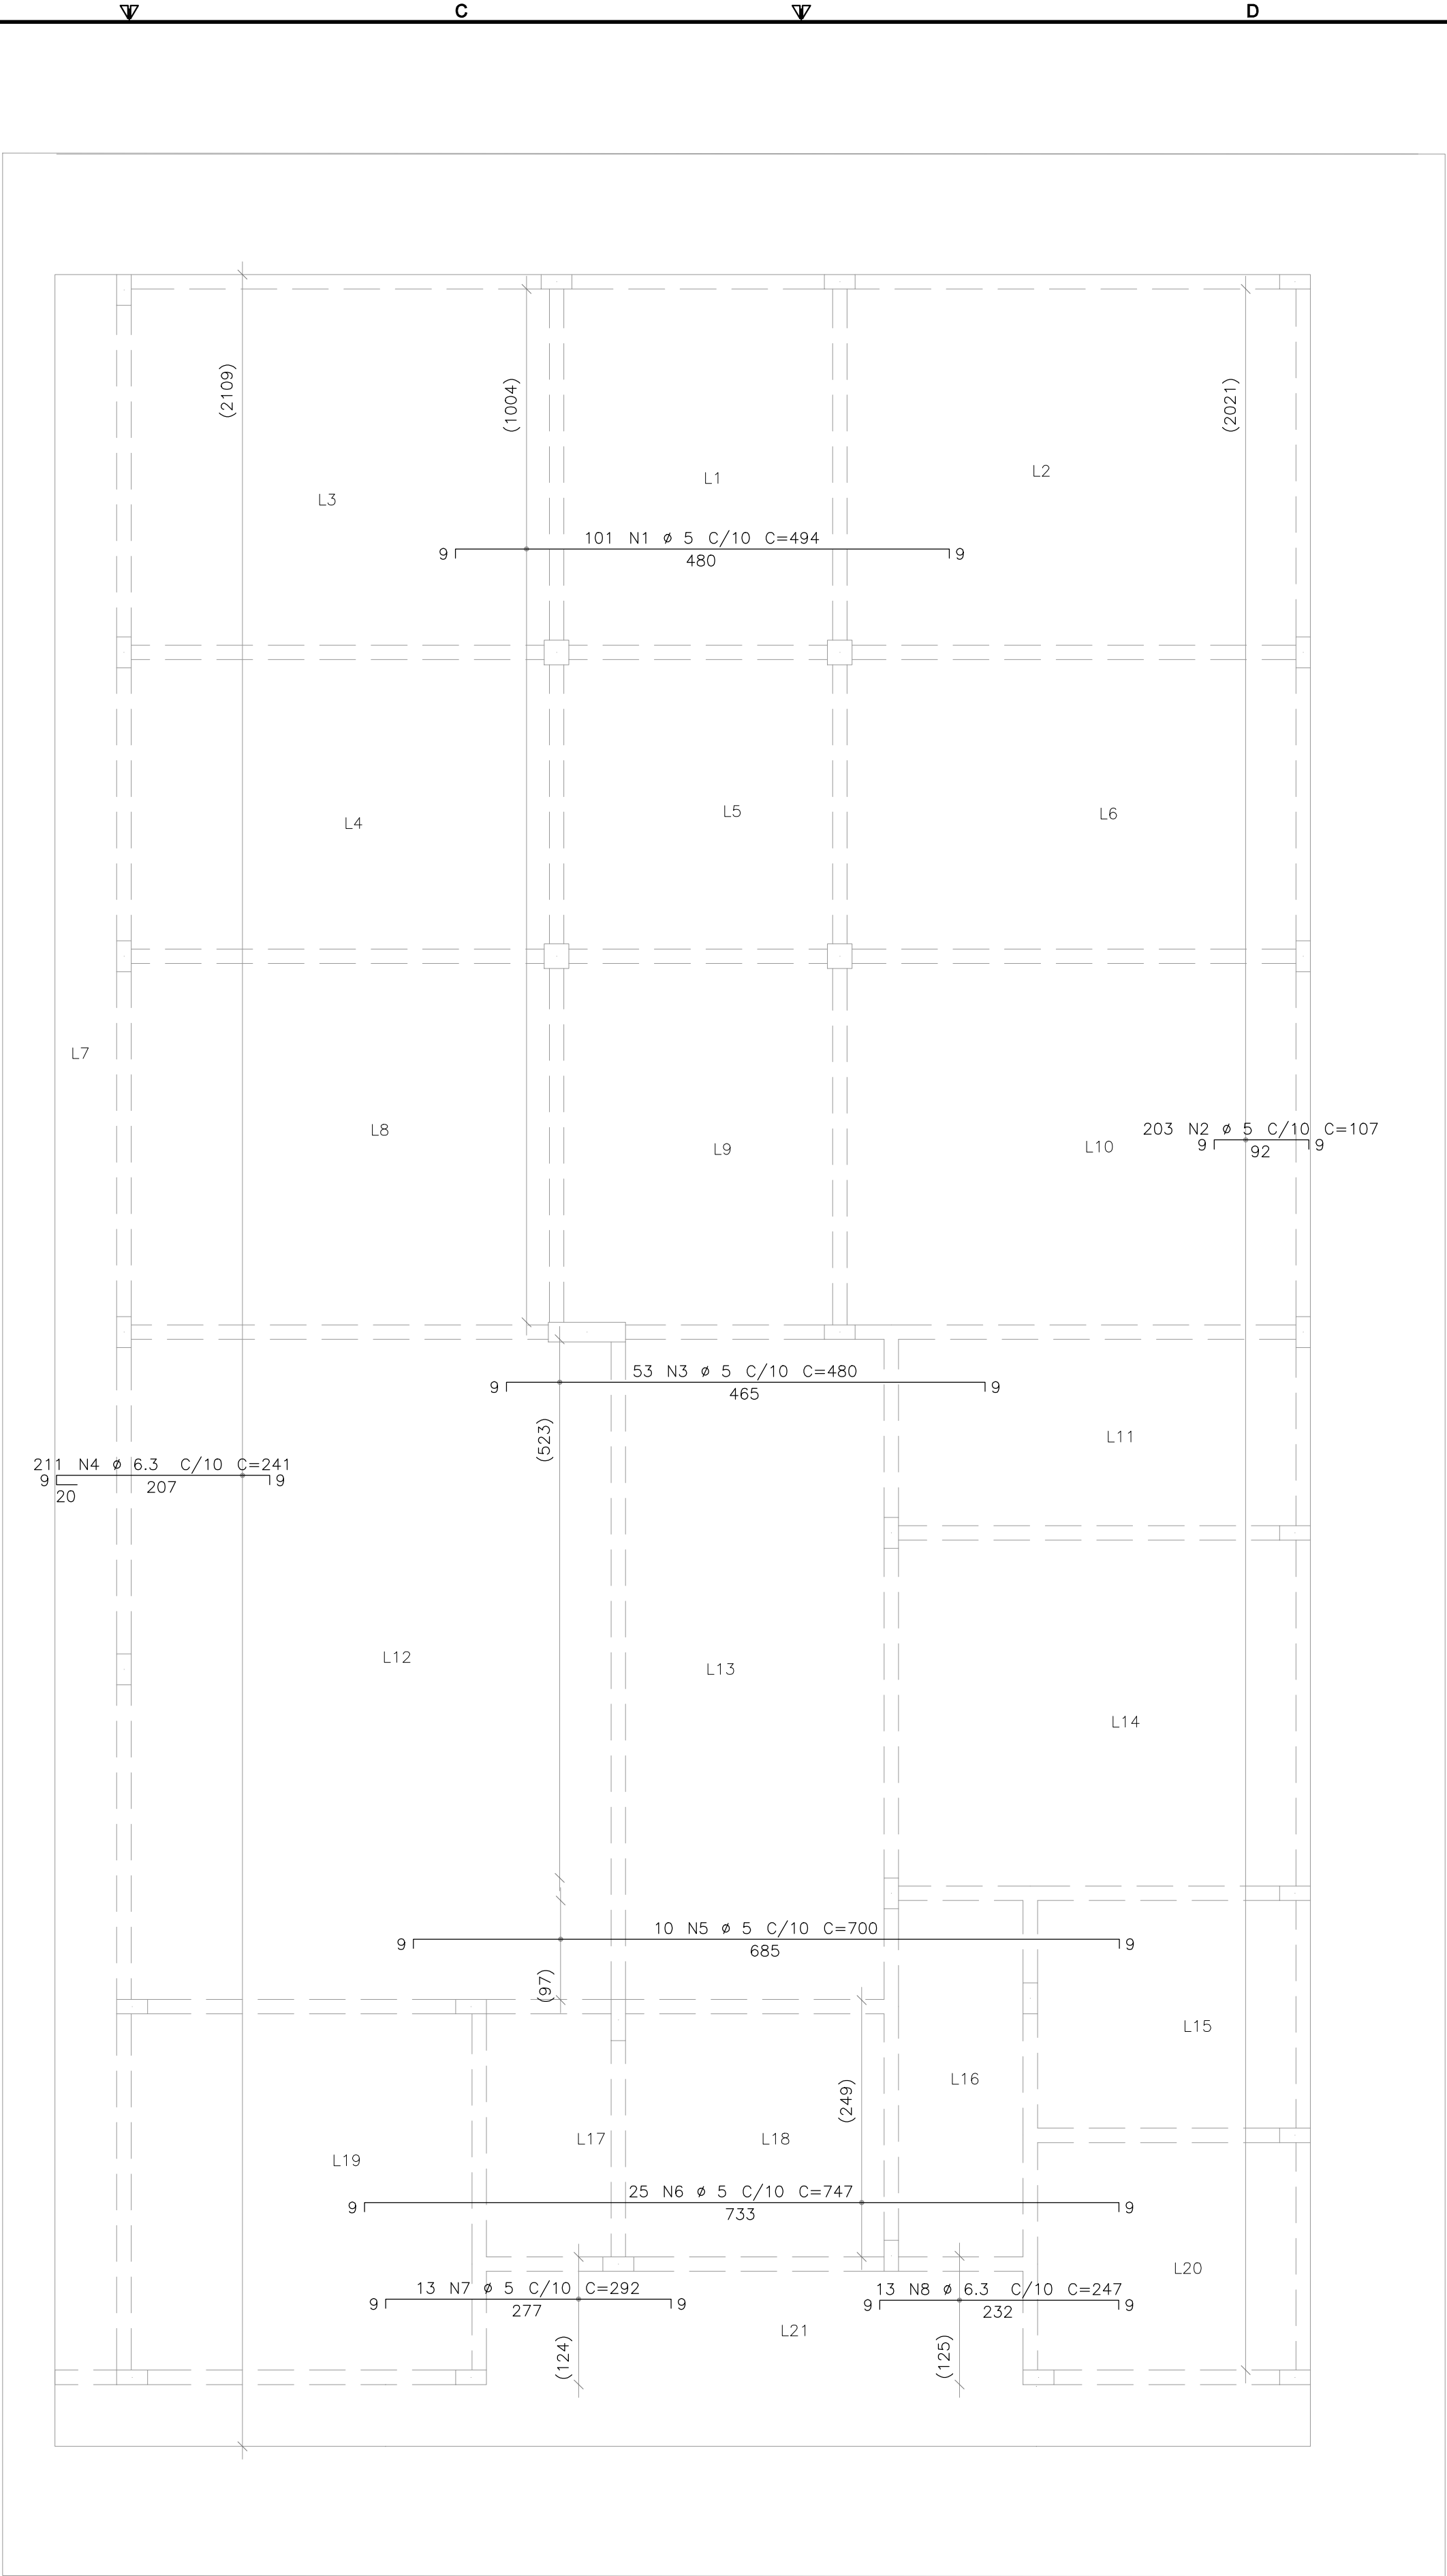 C D
(2109)
(1004)
(2021)
L3
L1
L2
101 N1 ø 5 C/10 C=494
9 480 9
L4
L5
L6
L7
L8
L9
L10
203 N2 ø 5 C/10 C=107
9 92 9
53 N3 ø 5 C/10 C=480
9 465 9
(523)
L11
211 N4 ø 6.3 C/10 C=241
9 207 9
20
L12
L13
L14
10 N5 ø 5 C/10 C=700
9 685 9
(97)
L15
L16
(249)
L17
L18
L19
25 N6 ø 5 C/10 C=747
9 733 9
L20
13 N7 ø 5 C/10 C=292
9 277 9
13 N8 ø 6.3 C/10 C=247
9 232 9
L21
(124)
(125)